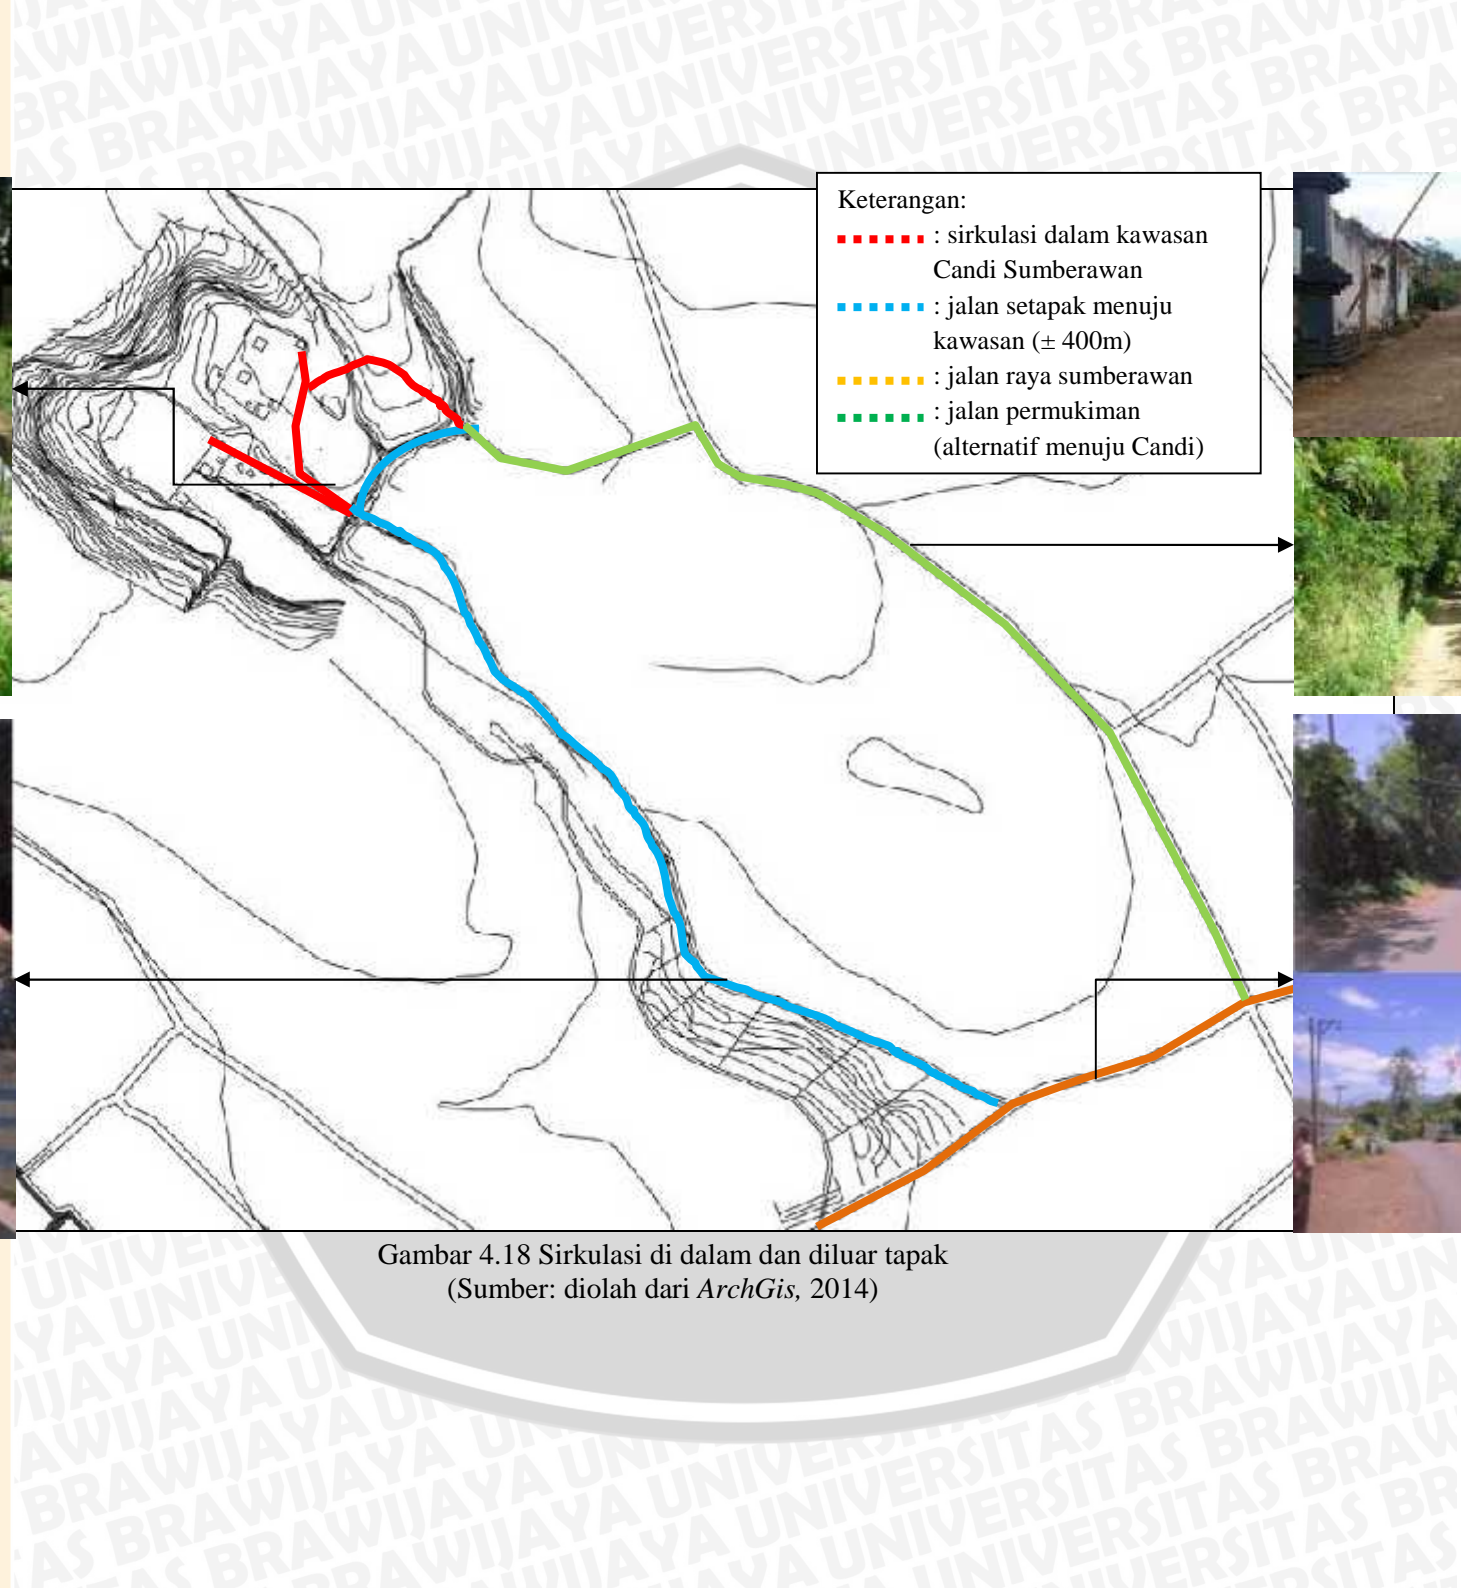 Keterangan:
: sirkulasi dalam kawasan
Candi Sumberawan
: jalan setapak menuju
kawasan (± 400m)
: jalan raya sumberawan
: jalan permukiman
(alternatif menuju Candi)
Gambar 4.18 Sirkulasi di dalam dan diluar tapak
(Sumber: diolah dari ArchGis, 2014)